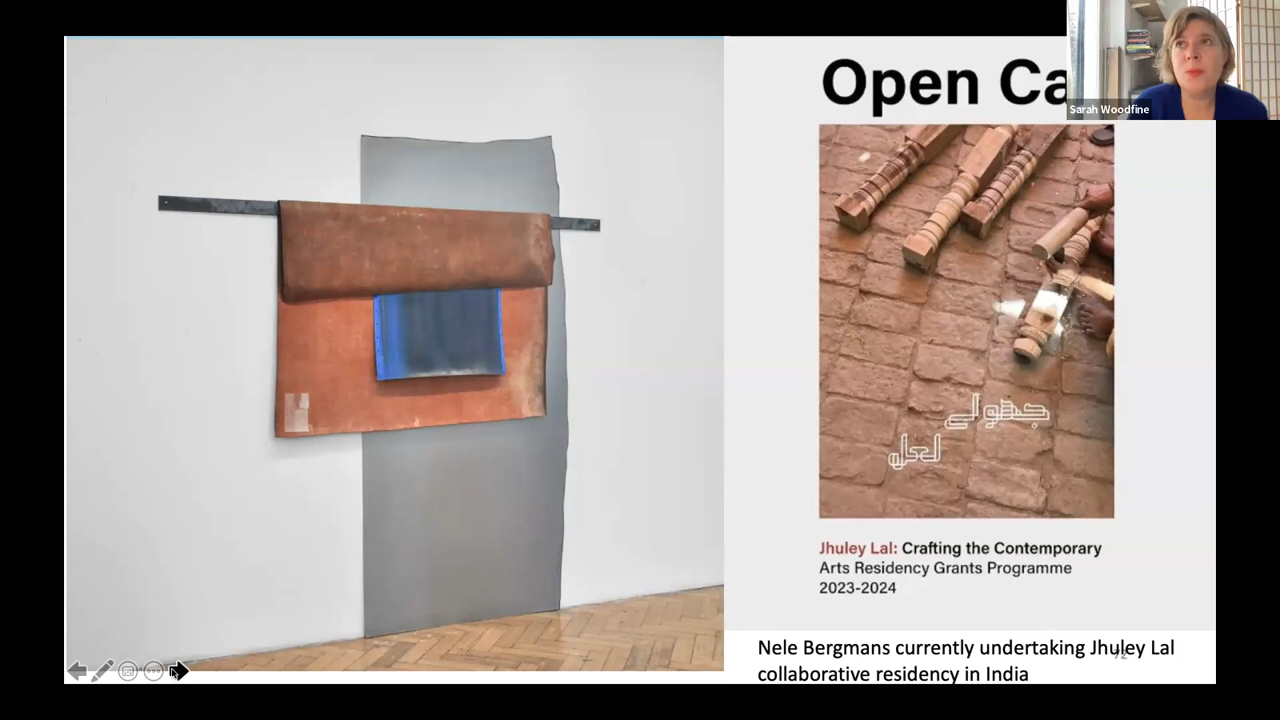 Open Ca
Sarah Woodfine
جھولے
لعل
Jhuley Lal: Crafting the Contemporary
Arts Residency Grants Programme
2023-2024
Nele Bergmans currently undertaking Jhuley Lal
collaborative residency in India